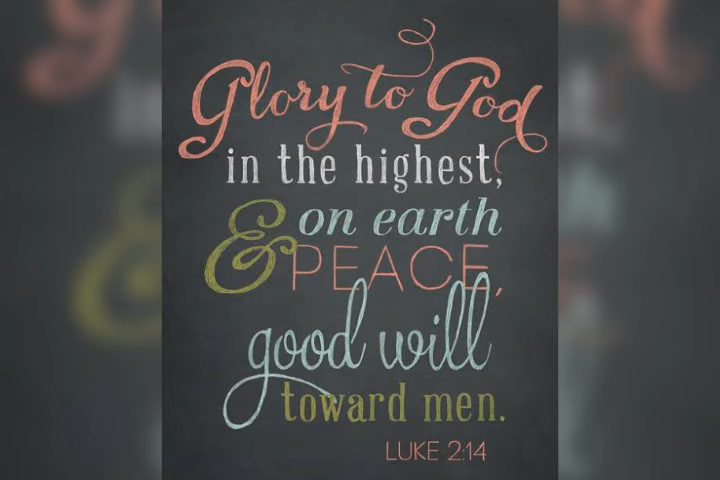 Glory to God
in the highest,
& on earth
PEACE,
good will
toward men.
LUKE 2:14